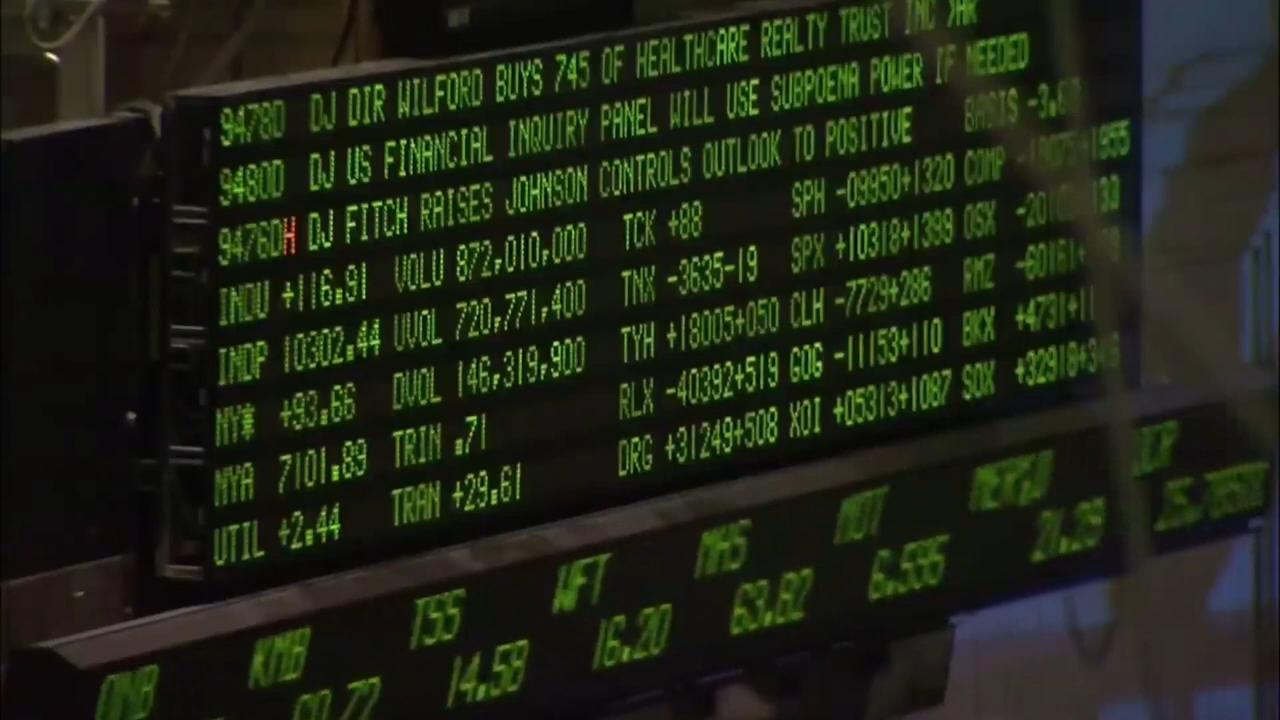 9478D DJ DIR WILFORD BUYS 745 OF HEALTHCARE REALTY TRUST INC >HR
9480D DJ US FINANCIAL INQUIRY PANEL WILL USE SUBPOENA POWER IF NEEDED
9476DH DJ FITCH RAISES JOHNSON CONTROLS OUTLOOK TO POSITIVE BASIS
INDU +116.91 VOLU 872,010,000 TCK +88 SPH -09950+1320 COMP
INDP 10302.44 UVOL 720,771,400 TNX -3635-19 SPX +10318+1399 OSX
NY# +93.66 DVOL 146,319,900 TYH +18005+050 CLH -7729+286 RMZ
NYA 7101.89 TRIN .71 RLX -40392+519 GOG -11153+110 BKX
UTIL +2.44 TRAN +29.61 DRG +31249+508 XOI +05313+1087 SOX
KMB TSS WFT MHS MOT
14.58 16.20 63.82 6.595 21.29